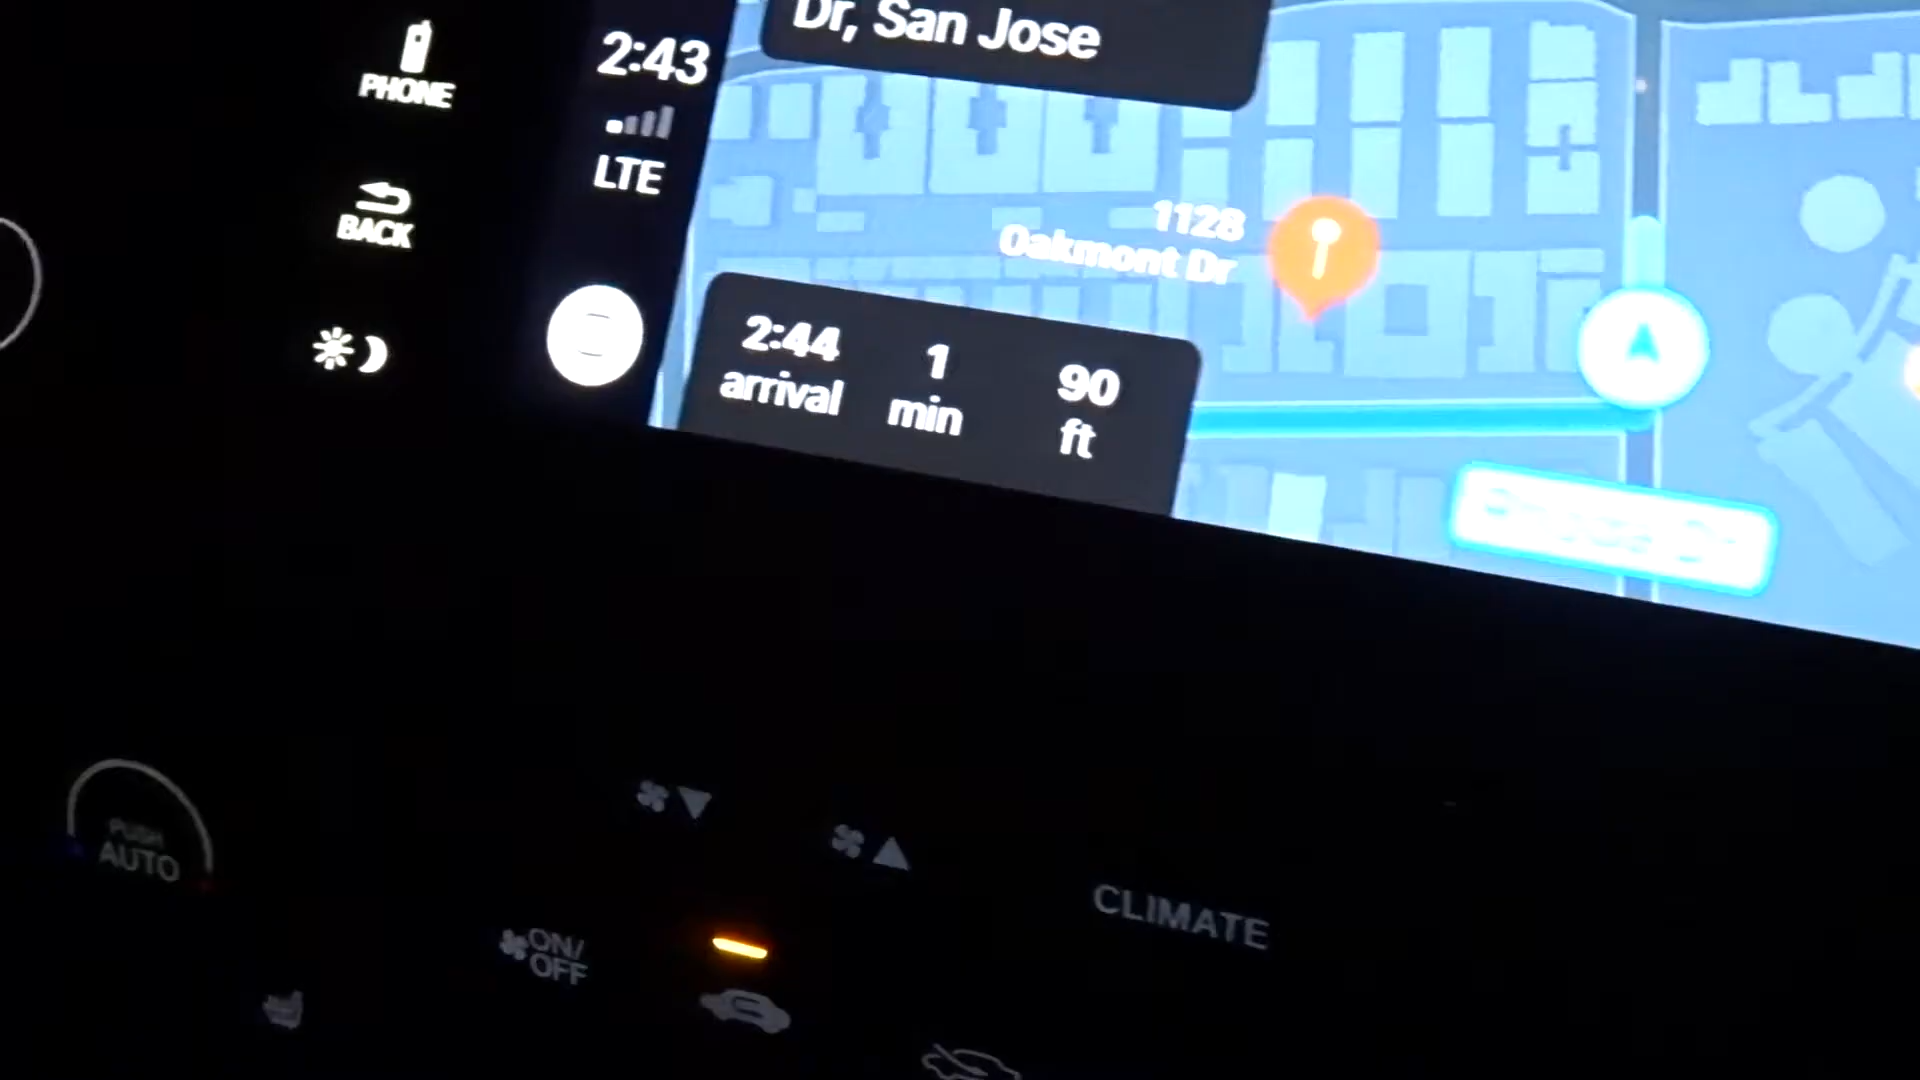 PHONE
2:43
LTE
BACK
Dr, San Jose
1128
Oakmont Dr
2:44
arrival
1
min
90
ft
PUSH
AUTO
ON/
OFF
CLIMATE